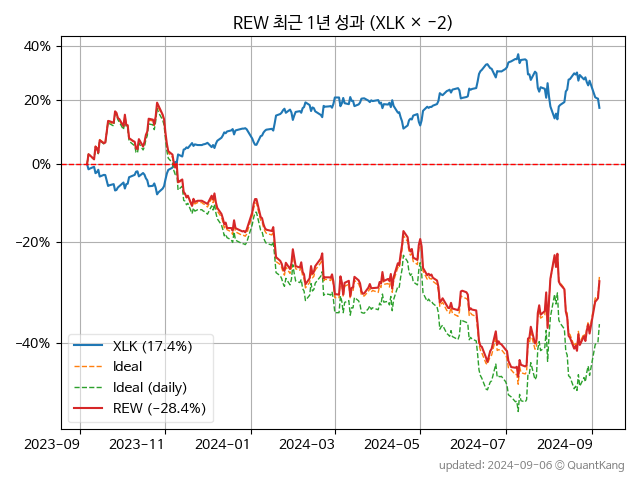 REW 최근 1년 성과 (XLK × −2)
40%
20%
0%
−20%
−40%
XLK (17.4%)
Ideal
Ideal (daily)
REW (−28.4%)
2023−09 2023−11 2024−01 2024−03 2024−05 2024−07 2024−09
updated: 2024−09−06 © QuantKang